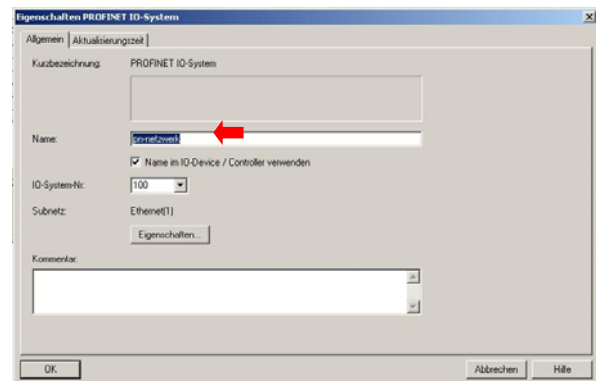 Eigenschaften PROFINET IO-System
Allgemein Aktualisierungszeit
Kurzbezeichnung: PROFINET IO-System
Name: pn-netzwerk
Name im IO-Device / Controller verwenden
IO-System-Nr.: 100
Subnetz: Ethernet(1)
Eigenschaften...
Kommentar:
OK Abbrechen Hilfe